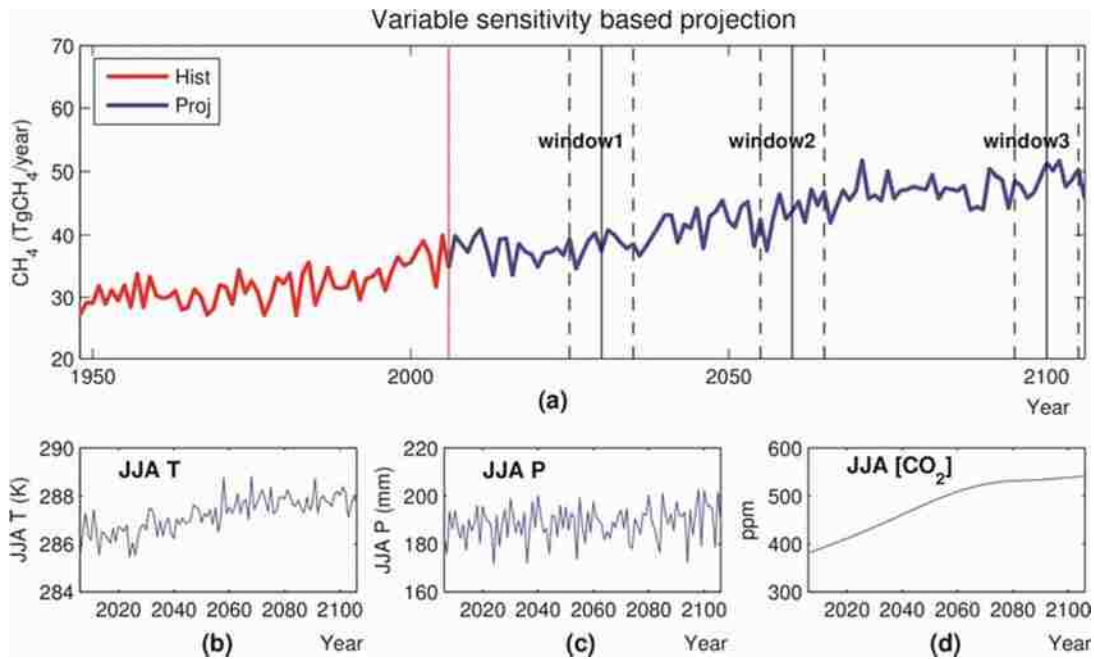 Variable sensitivity based projection
70
60
50
40
30
20
CH4 (TgCH4/year)
Hist
Proj
window1
window2
window3
1950
2000
2050
2100
(a)
Year
290
288
286
284
JJA T (K)
JJA T
2020 2040 2060 2080 2100
(b)
Year
220
200
180
160
JJA P (mm)
JJA P
2020 2040 2060 2080 2100
(c)
Year
600
500
400
300
ppm
JJA [CO2]
2020 2040 2060 2080 2100
(d)
Year